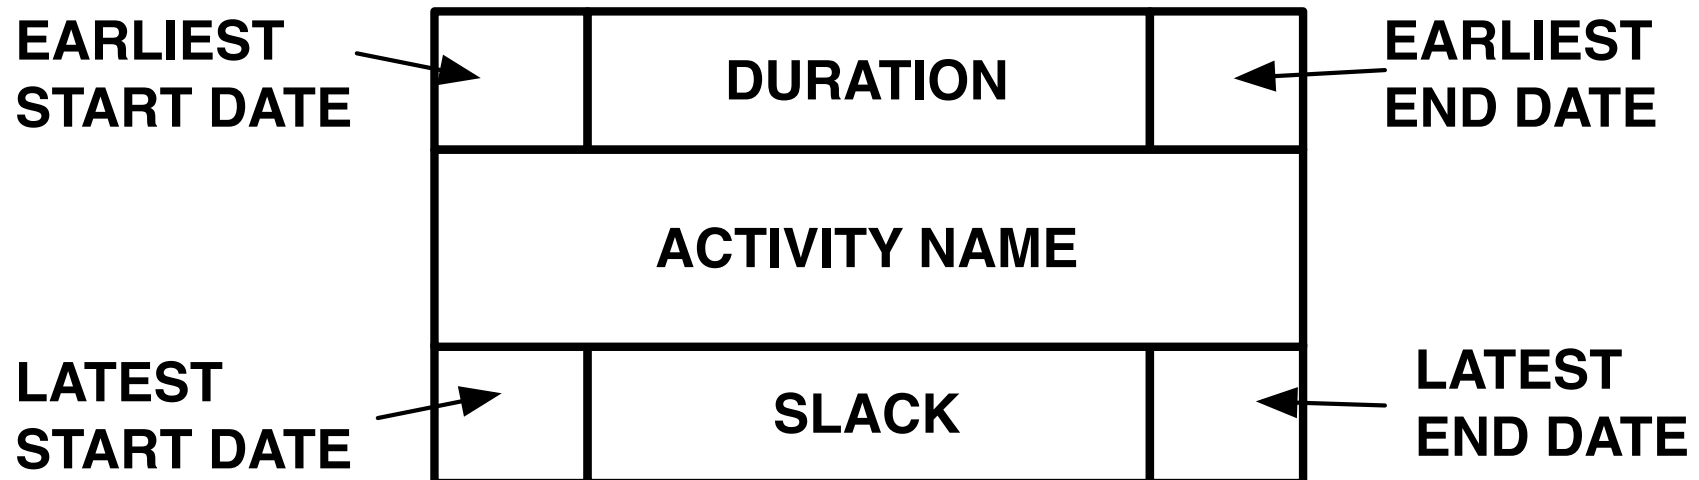 EARLIEST
START DATE
DURATION
EARLIEST
END DATE
ACTIVITY NAME
LATEST
START DATE
SLACK
LATEST
END DATE